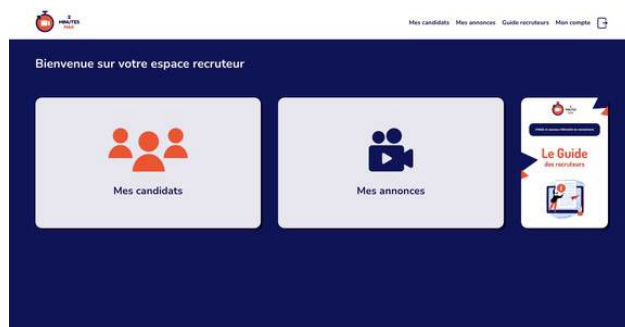 MINUTES
Mes candidats Mes annonces Guide recruteurs Mon compte
Bienvenue sur votre espace recruteur
Mes candidats
Mes annonces
Le Guide
des recruteurs